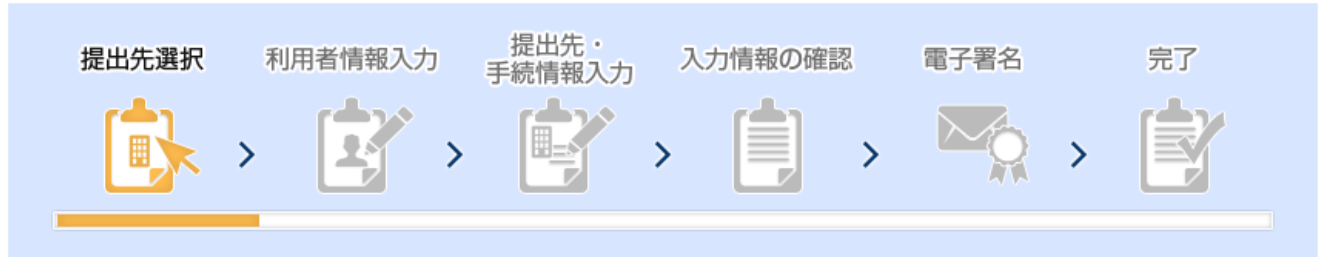 提出先選択
利用者情報入力
提出先・
手続情報入力
入力情報の確認
電子署名
完了